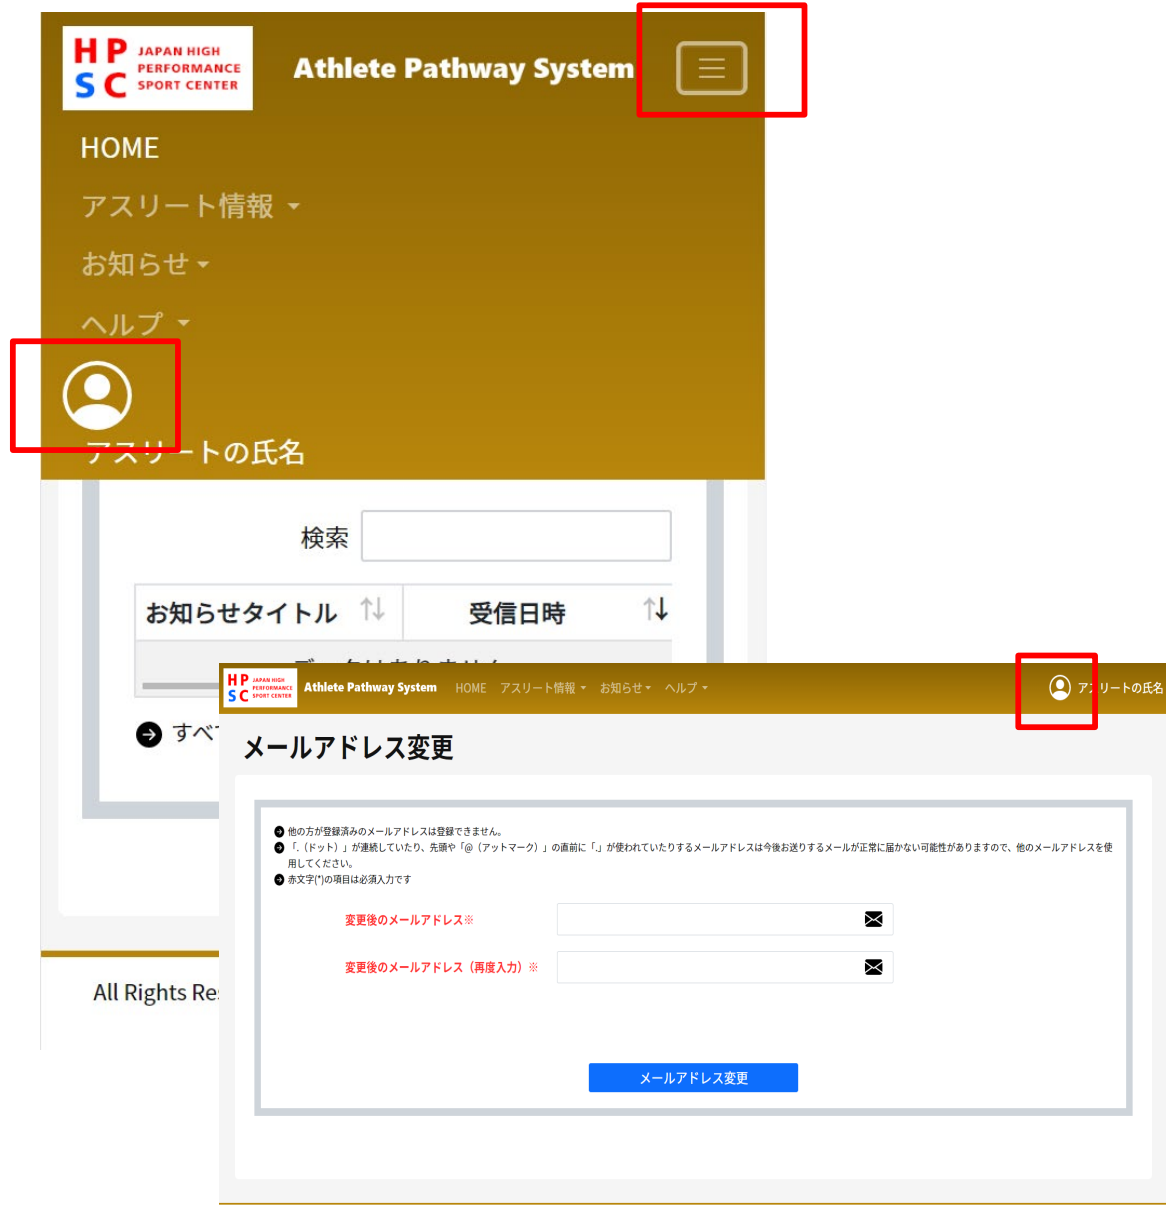 HP SC JAPAN HIGH PERFORMANCE SPORT CENTER
Athlete Pathway System
HOME
アスリート情報
お知らせ
ヘルプ
アスリートの氏名
検索
お知らせタイトル 受信日時
データはありません
すべ
All Rights Re
HP SC JAPAN HIGH PERFORMANCE SPORT CENTER
Athlete Pathway System HOME アスリート情報 お知らせ ヘルプ アスリートの氏名
メールアドレス変更
他の方が登録済みのメールアドレスは登録できません。
「.（ドット）」が連続していたり、先頭や「@（アットマーク）」の直前に「.」が使われていたりするメールアドレスは今後お送りするメールが正常に届かない可能性がありますので、他のメールアドレスを使
用してください。
赤文字(*)の項目は必須入力です
変更後のメールアドレス※
変更後のメールアドレス（再度入力）※
メールアドレス変更